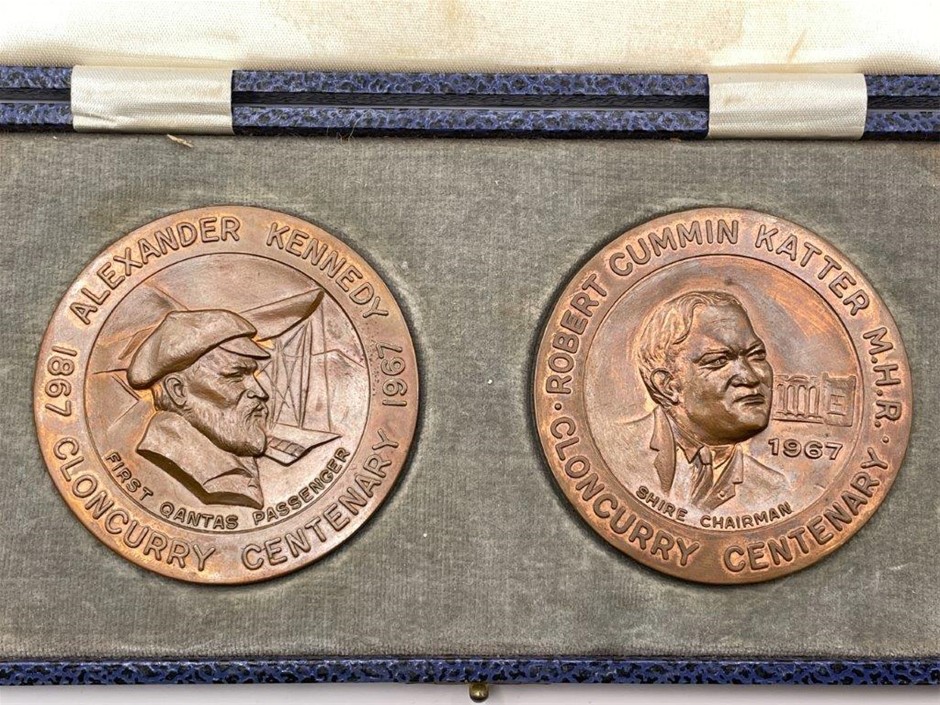 ALEXANDER KENNEDY
1867 1967
FIRST QANTAS PASSENGER
CLONCURRY CENTENARY
·ROBERT CUMMIN KATTER M.H.R.·
1967
SHIRE CHAIRMAN
CLONCURRY CENTENARY